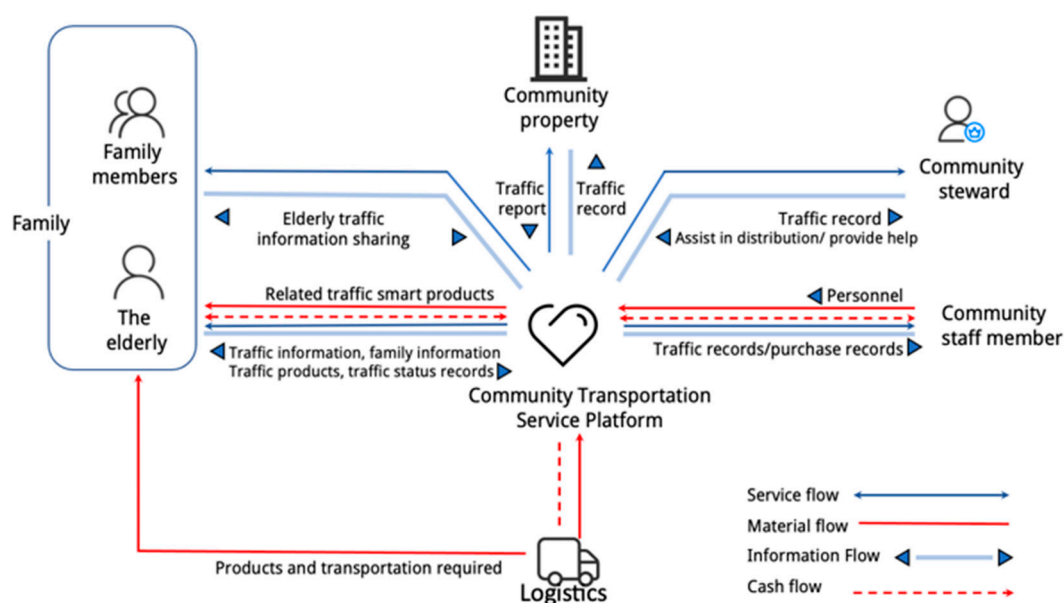 Community
property
Family
members
Community
steward
Traffic
report
Traffic
record
Family
Elderly traffic
information sharing
Traffic record
Assist in distribution/ provide help
The
elderly
Related traffic smart products
Personnel
Community
staff member
Traffic information, family information
Traffic products, traffic status records
Traffic records/purchase records
Community Transportation
Service Platform
Service flow
Material flow
Information Flow
Cash flow
Products and transportation required
Logistics